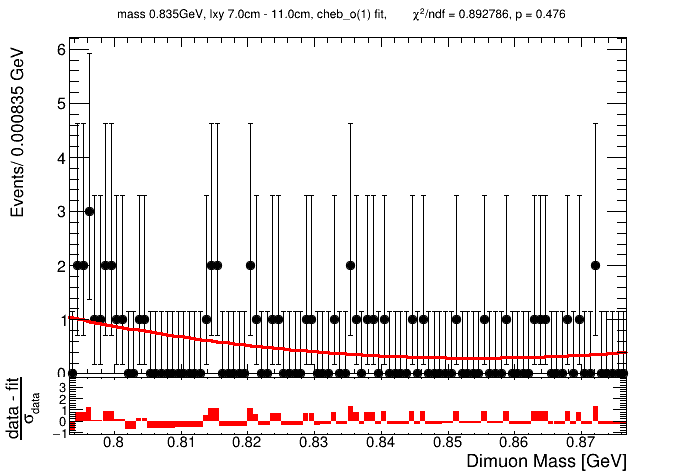 mass 0.835GeV, lxy 7.0cm - 11.0cm, cheb_o(1) fit, χ²/ndf = 0.892786, p = 0.476
Events/ 0.000835 GeV
6
5
4
3
2
1
0
data - fit
σdata
3
2
1
0
−1
0.8 0.81 0.82 0.83 0.84 0.85 0.86 0.87
Dimuon Mass [GeV]